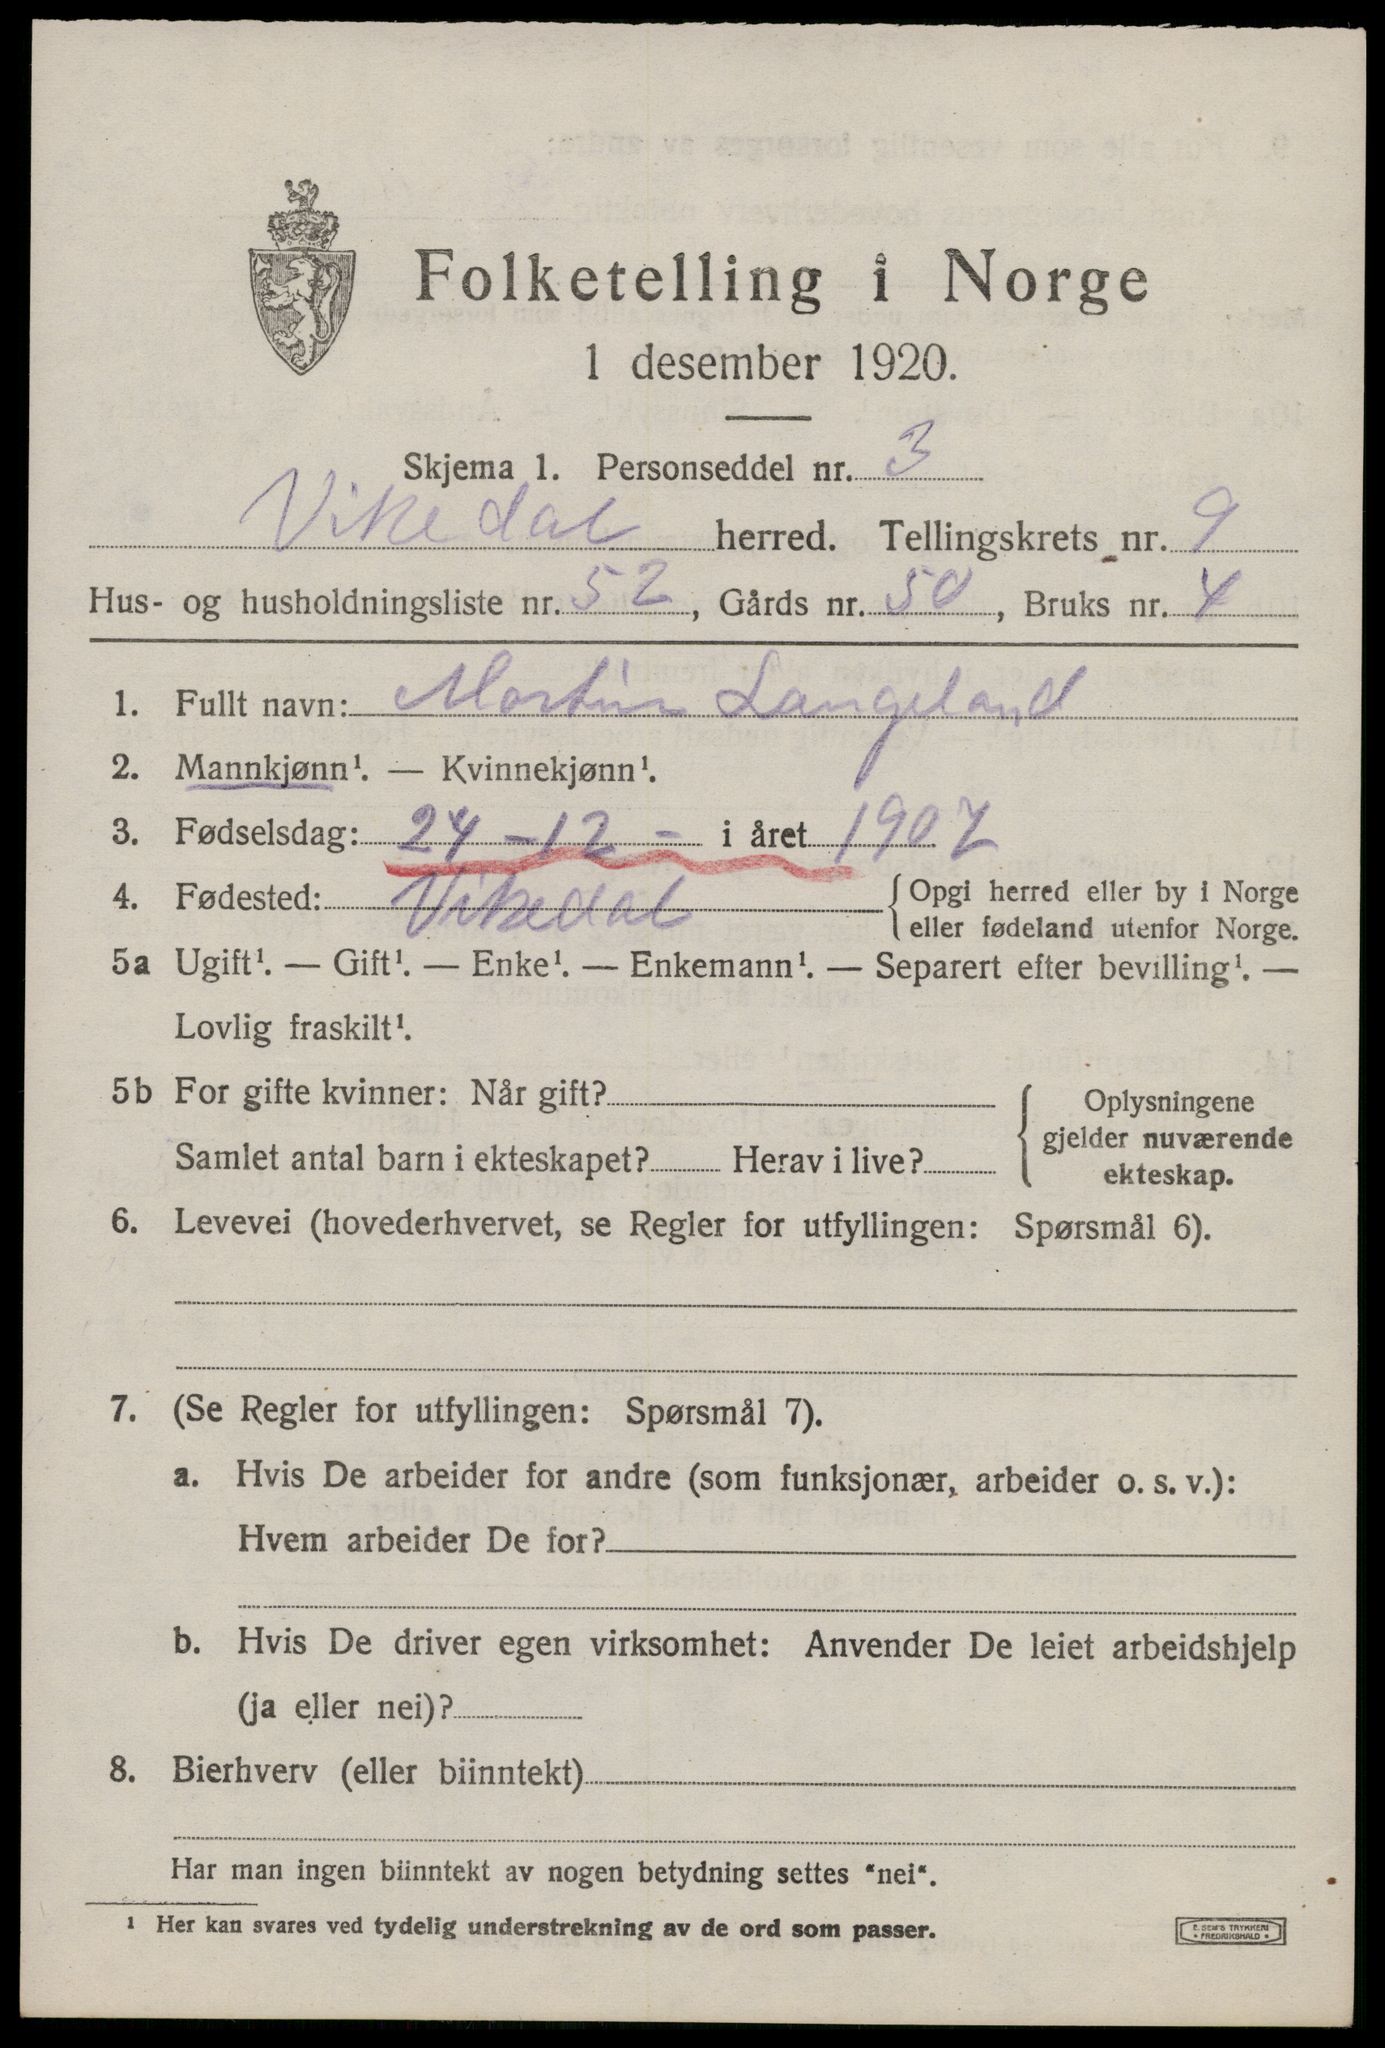 Folketelling i Norge
1 desember 1920.
Skjema 1. Personseddel nr. 3
Vikedal herred. Tellingskrets nr. 9
Hus- og husholdningsliste nr. 52, Gårds nr. 50, Bruks nr. 4
1. Fullt navn: Martin Langeland
2. Mannkjønn¹. — Kvinnekjønn¹.
3. Fødselsdag: 24 - 12 - i året 1907
4. Fødested: Vikedal { Opgi herred eller by i Norge
eller fødeland utenfor Norge.
5a Ugift¹. — Gift¹. — Enke¹. — Enkemann¹. — Separert efter bevilling¹. —
Lovlig fraskilt¹.
5b For gifte kvinner: Når gift? { Oplysningene
gjelder nuværende
Samlet antal barn i ekteskapet? Herav i live?
ekteskap.
6. Levevei (hovederhvervet, se Regler for utfyllingen: Spørsmål 6).
7. (Se Regler for utfyllingen: Spørsmål 7).
a. Hvis De arbeider for andre (som funksjonær, arbeider o. s. v.):
Hvem arbeider De for?
b. Hvis De driver egen virksomhet: Anvender De leiet arbeidshjelp
(ja eller nei)?
8. Bierhverv (eller biinntekt)
Har man ingen biinntekt av nogen betydning settes "nei".
1 Her kan svares ved tydelig understrekning av de ord som passer.
E. SEM'S TRYKKERI
• FREDRIKSHALD •